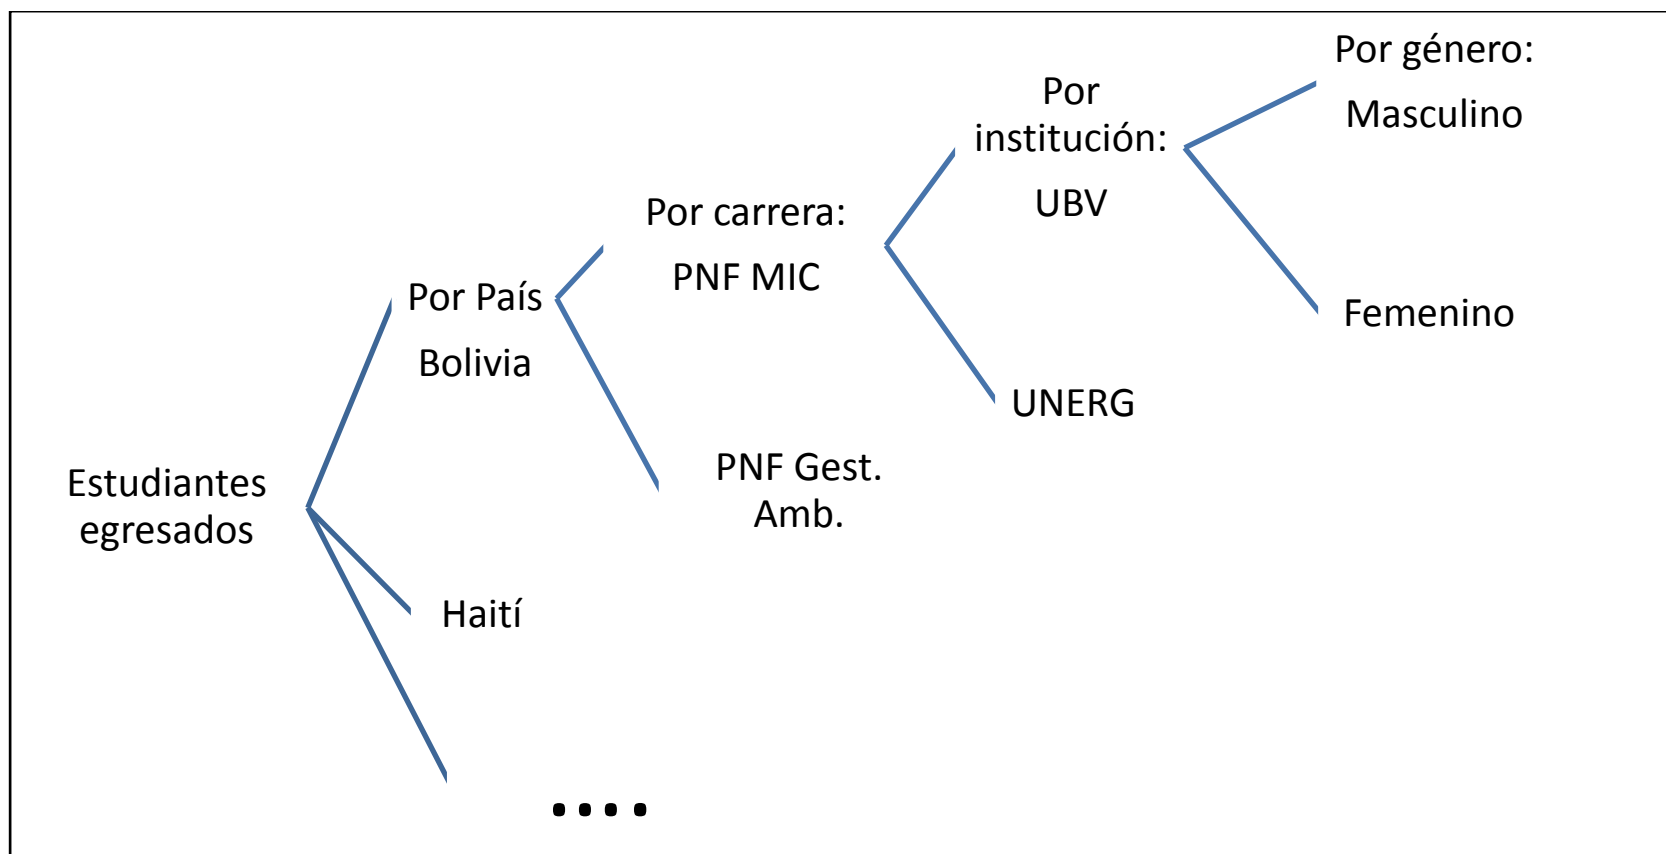 Estudiantes
egresados
Por País
Bolivia
Haití
....
Por carrera:
PNF MIC
PNF Gest.
Amb.
Por
institución:
UBV
UNERG
Por género:
Masculino
Femenino